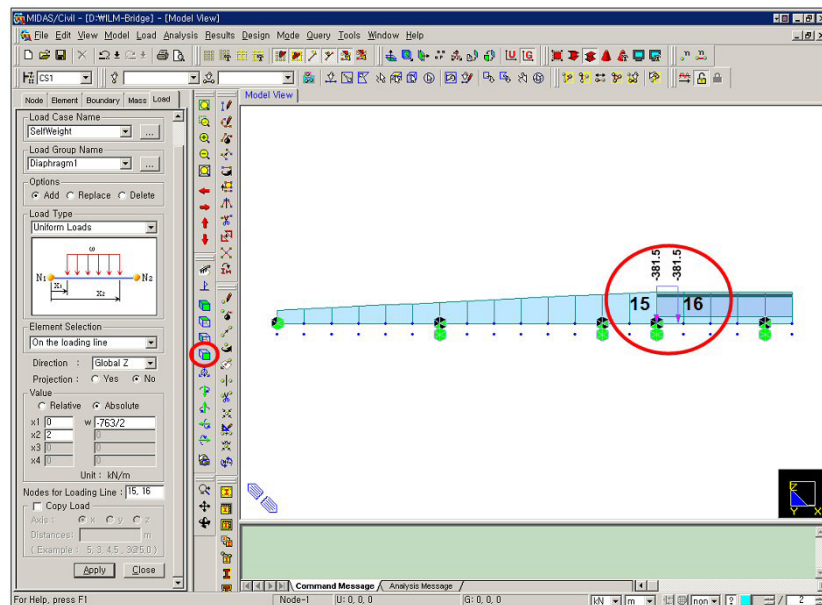 MIDAS/Civil - [D:₩ILM-Bridge] - [Model View]
File Edit View Model Load Analysis Results Design Mode Query Tools Window Help
CS1
Node Element Boundary Mass Load
Model View
Load Case Name
SelfWeight
...
Load Group Name
Diaphragm1
...
Options
Add Replace Delete
Load Type
Uniform Loads
ω
N1 N2
x1
x2
Element Selection
On the loading line
Direction : Global Z
Projection : Yes No
Value
Relative Absolute
x1 0 w -763/2
x2 2 0
x3 0 0
x4 0 0
Unit : kN/m
Nodes for Loading Line : 15, 16
Copy Load
Axis : x y z
Distances: m
( Example : 5, 3, 4.5, 3@5.0 )
Apply Close
-381.5 -381.5
15 16
Z
Y X
Command Message Analysis Message
For Help, press F1 Node-1 U: 0, 0, 0 G: 0, 0, 0 kN m non ? / 2